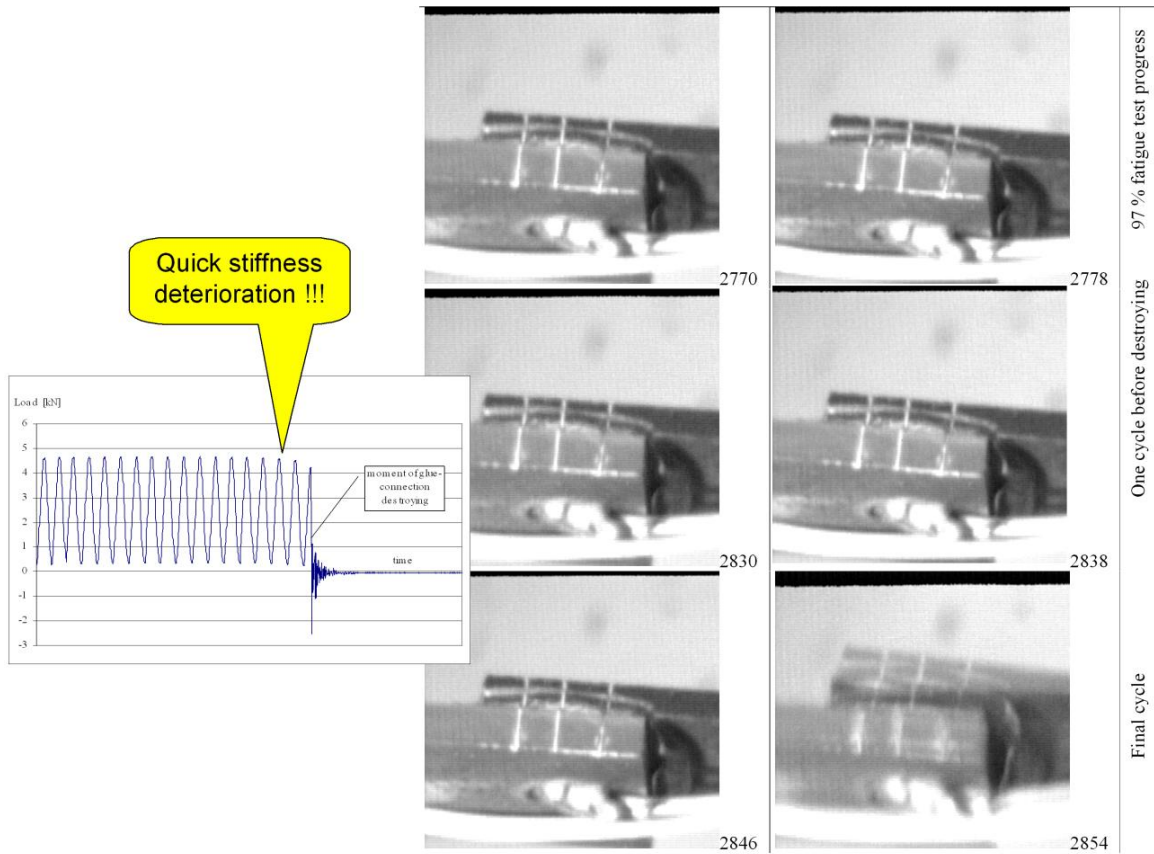 Quick stiffness
deterioration !!!
Load [kN]
6
5
4
3
2
1
0
-1
-2
-3
moment of glue-
connection
destroying
time
2770
2778
97 % fatigue test progress
2830
2838
One cycle before destroying
2846
2854
Final cycle